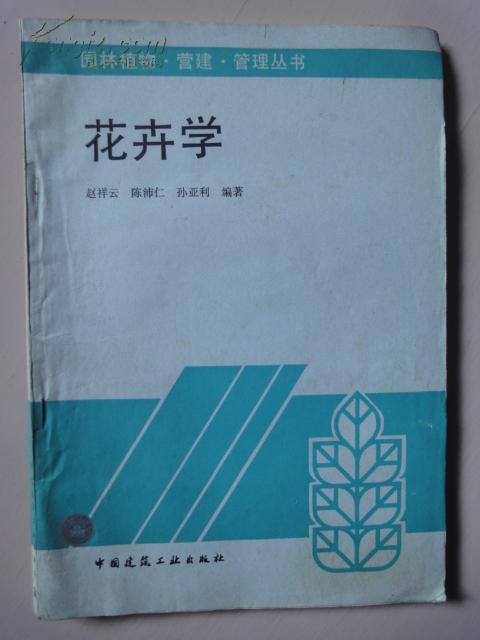 园林植物·营建·管理丛书
花卉学
赵祥云 陈沛仁 孙亚利 编著
中国建筑工业出版社